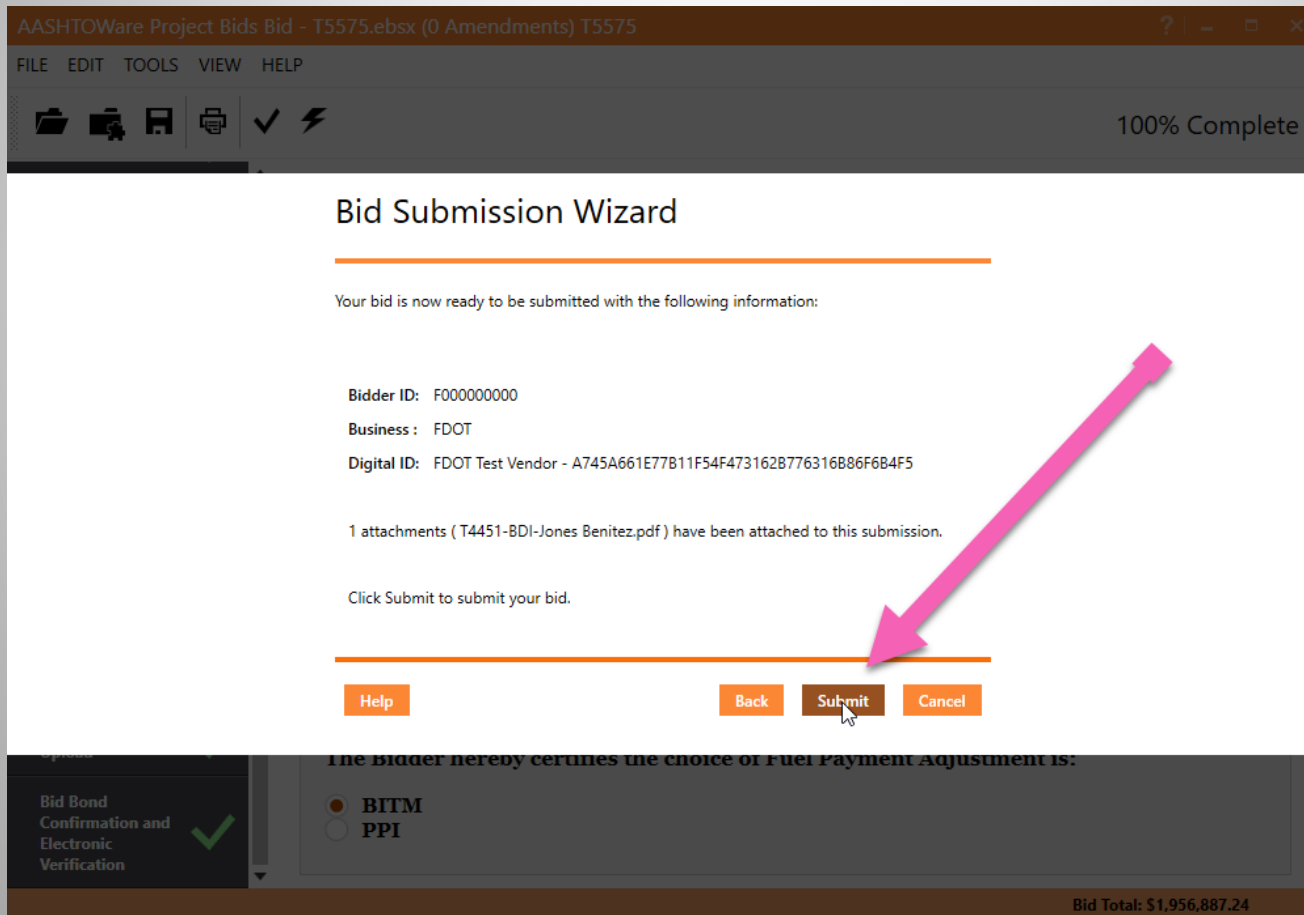 AASHTOWare Project Bids Bid - T5575.ebsx (0 Amendments) T5575
FILE EDIT TOOLS VIEW HELP
100% Complete
Bid Submission Wizard
Your bid is now ready to be submitted with the following information:
Bidder ID: F000000000
Business : FDOT
Digital ID: FDOT Test Vendor - A745A661E77B11F54F473162B776316B86F6B4F5
1 attachments ( T4451-BDI-Jones Benitez.pdf ) have been attached to this submission.
Click Submit to submit your bid.
Help Back Submit Cancel
Upload
The Bidder hereby certifies the choice of Fuel Payment Adjustment is:
Bid Bond
Confirmation and
Electronic
Verification
BITM
PPI
Bid Total: $1,956,887.24